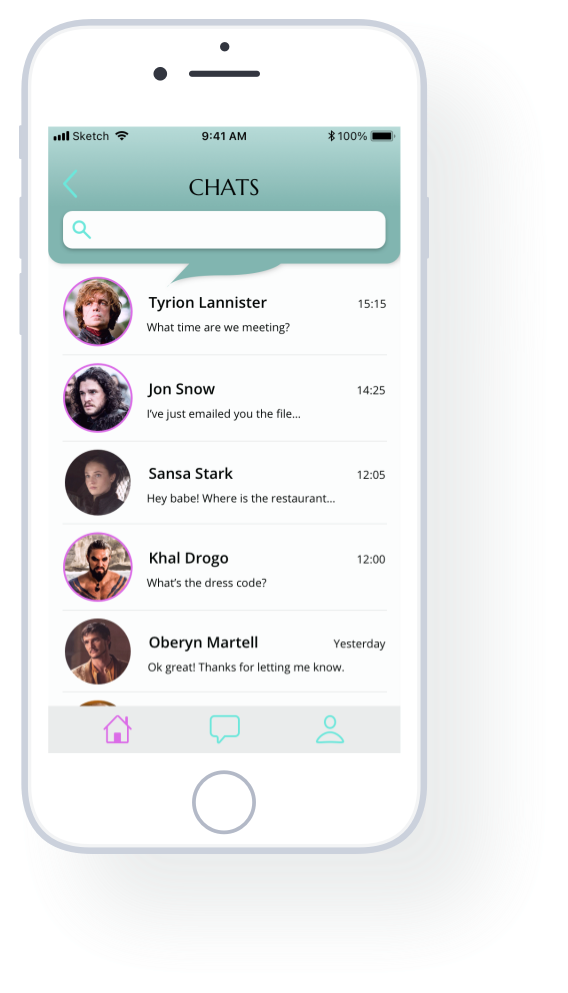 Sketch 9:41 AM 100%
CHATS
Tyrion Lannister 15:15
What time are we meeting?
Jon Snow 14:25
I've just emailed you the file...
Sansa Stark 12:05
Hey babe! Where is the restaurant...
Khal Drogo 12:00
What's the dress code?
Oberyn Martell Yesterday
Ok great! Thanks for letting me know.